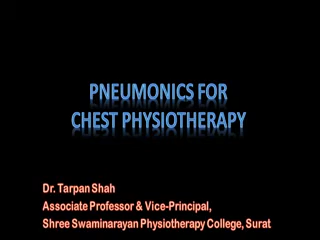 PNEUMONICS FOR
CHEST PHYSIOTHERAPY
Dr. Tarpan Shah
Associate Professor & Vice-Principal,
Shree Swaminarayan Physiotherapy College, Surat